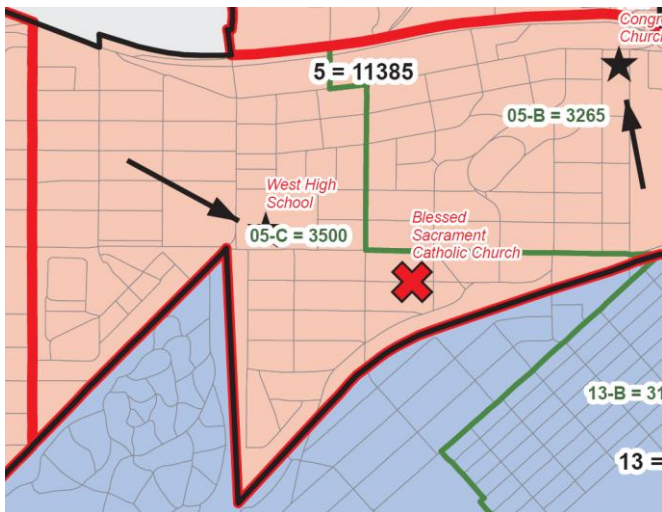 Congr
Church
5 = 11385
05-B = 3265
West High
School
05-C = 3500
Blessed
Sacrament
Catholic Church
13-B = 31
13 =